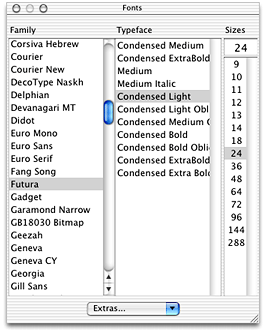 Fonts
Family
Typeface
Sizes
Corsiva Hebrew
Courier
Courier New
DecoType Naskh
Delphian
Devanagari MT
Didot
Euro Mono
Euro Sans
Euro Serif
Fang Song
Futura
Gadget
Garamond Narrow
GB18030 Bitmap
Geezah
Geneva
Geneva CY
Georgia
Gill Sans
Condensed Medium
Condensed ExtraBold
Medium
Medium Italic
Condensed Light
Condensed Light Obl
Condensed Medium O
Condensed Bold
Condensed Bold Obli
Condensed ExtraBold
Condensed Extra Bold
24
9
10
11
12
13
14
18
24
36
48
64
72
96
144
288
Extras...